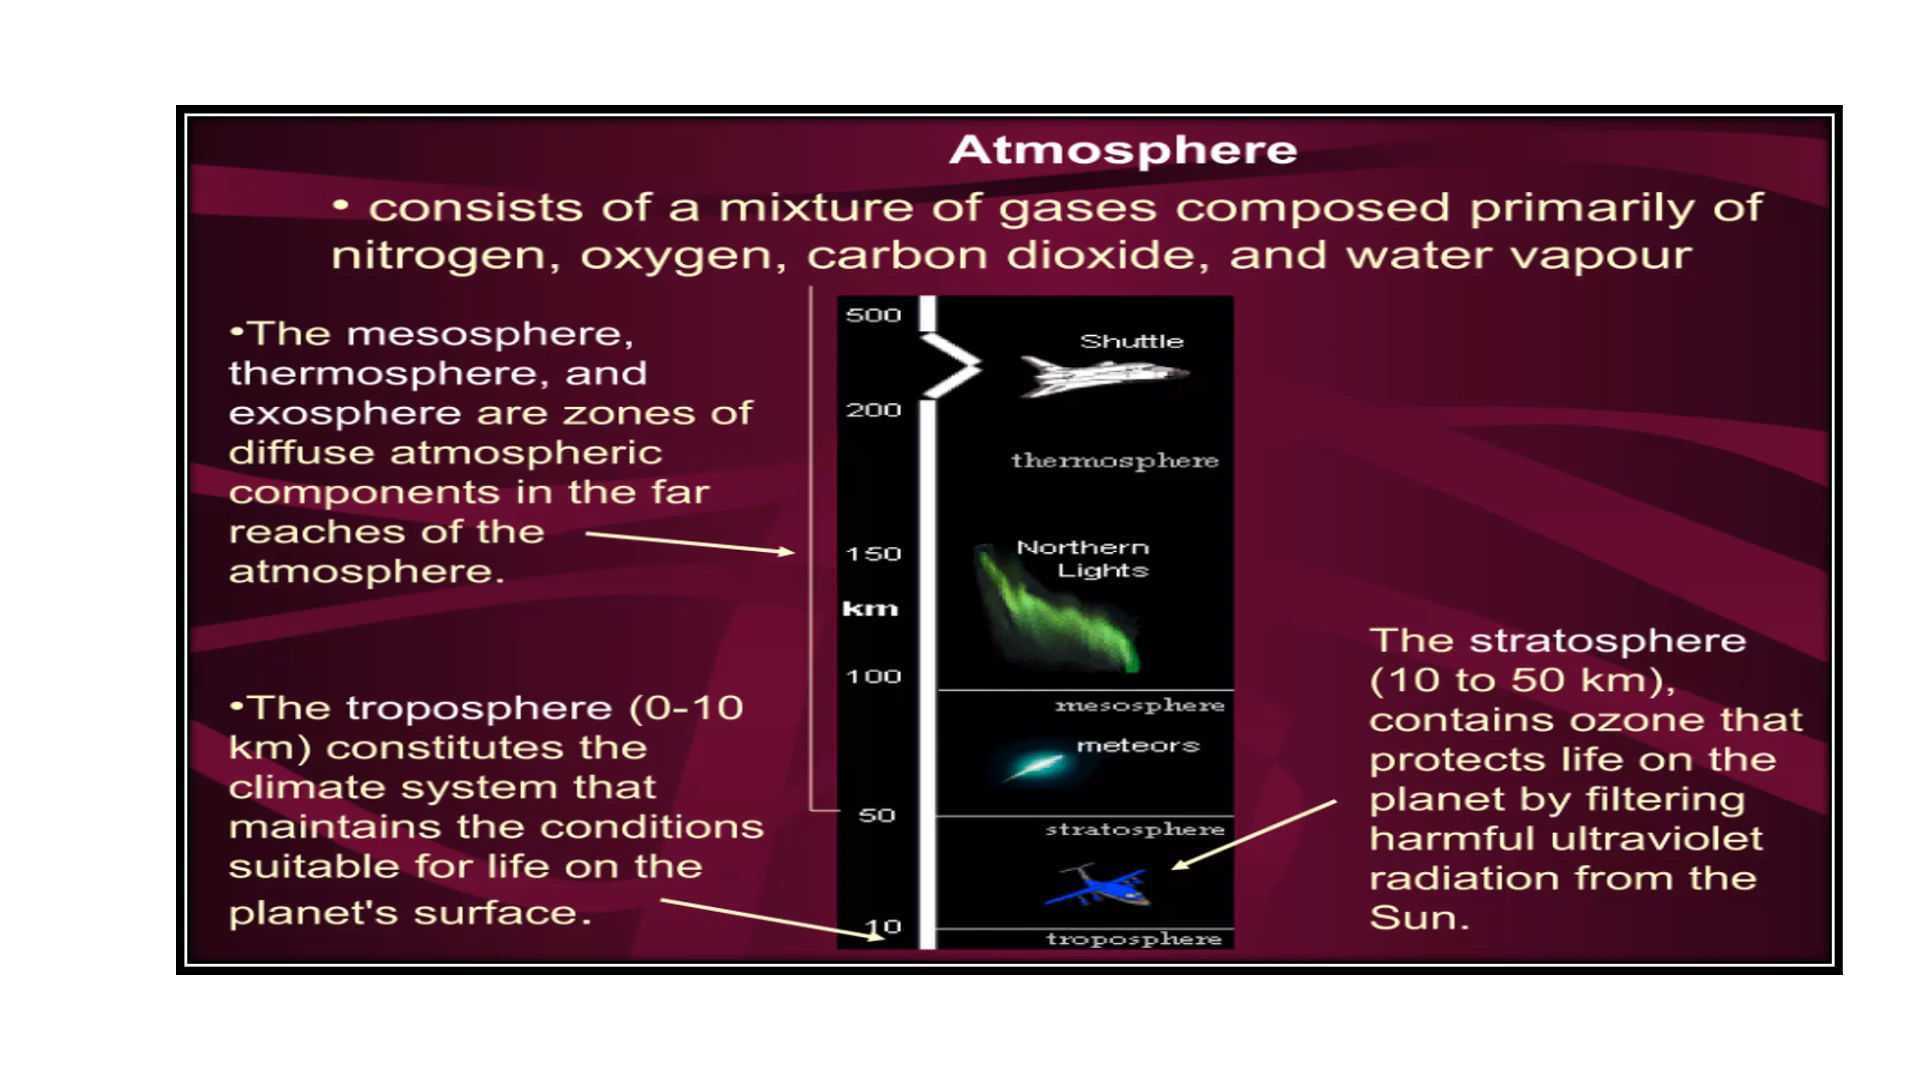 Atmosphere
• consists of a mixture of gases composed primarily of
nitrogen, oxygen, carbon dioxide, and water vapour
•The mesosphere,
thermosphere, and
exosphere are zones of
diffuse atmospheric
components in the far
reaches of the
atmosphere.
•The troposphere (0-10
km) constitutes the
climate system that
maintains the conditions
suitable for life on the
planet's surface.
500
Shuttle
200
thermosphere
150
Northern
Lights
km
100
mesosphere
meteors
50
stratosphere
10
troposphere
The stratosphere
(10 to 50 km),
contains ozone that
protects life on the
planet by filtering
harmful ultraviolet
radiation from the
Sun.